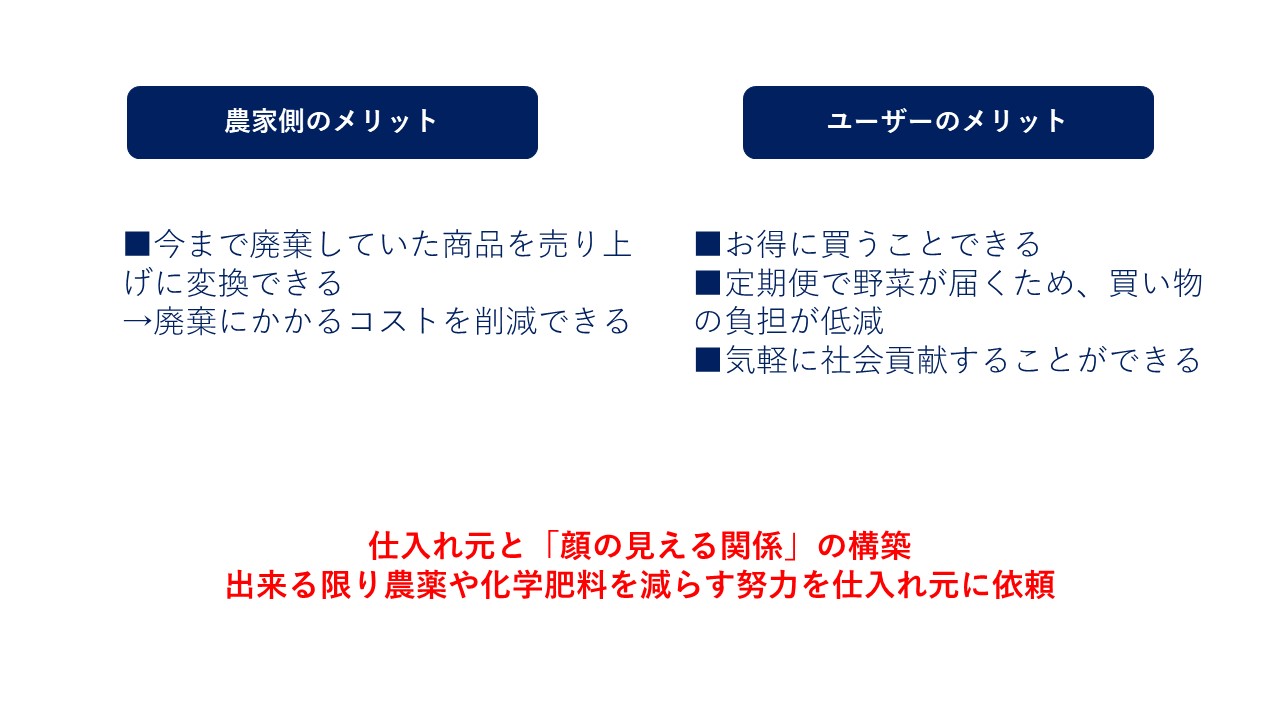 農家側のメリット
ユーザーのメリット
■今まで廃棄していた商品を売り上
げに変換できる
→廃棄にかかるコストを削減できる
■お得に買うことできる
■定期便で野菜が届くため、買い物
の負担が低減
■気軽に社会貢献することができる
仕入れ元と「顔の見える関係」の構築
出来る限り農薬や化学肥料を減らす努力を仕入れ元に依頼